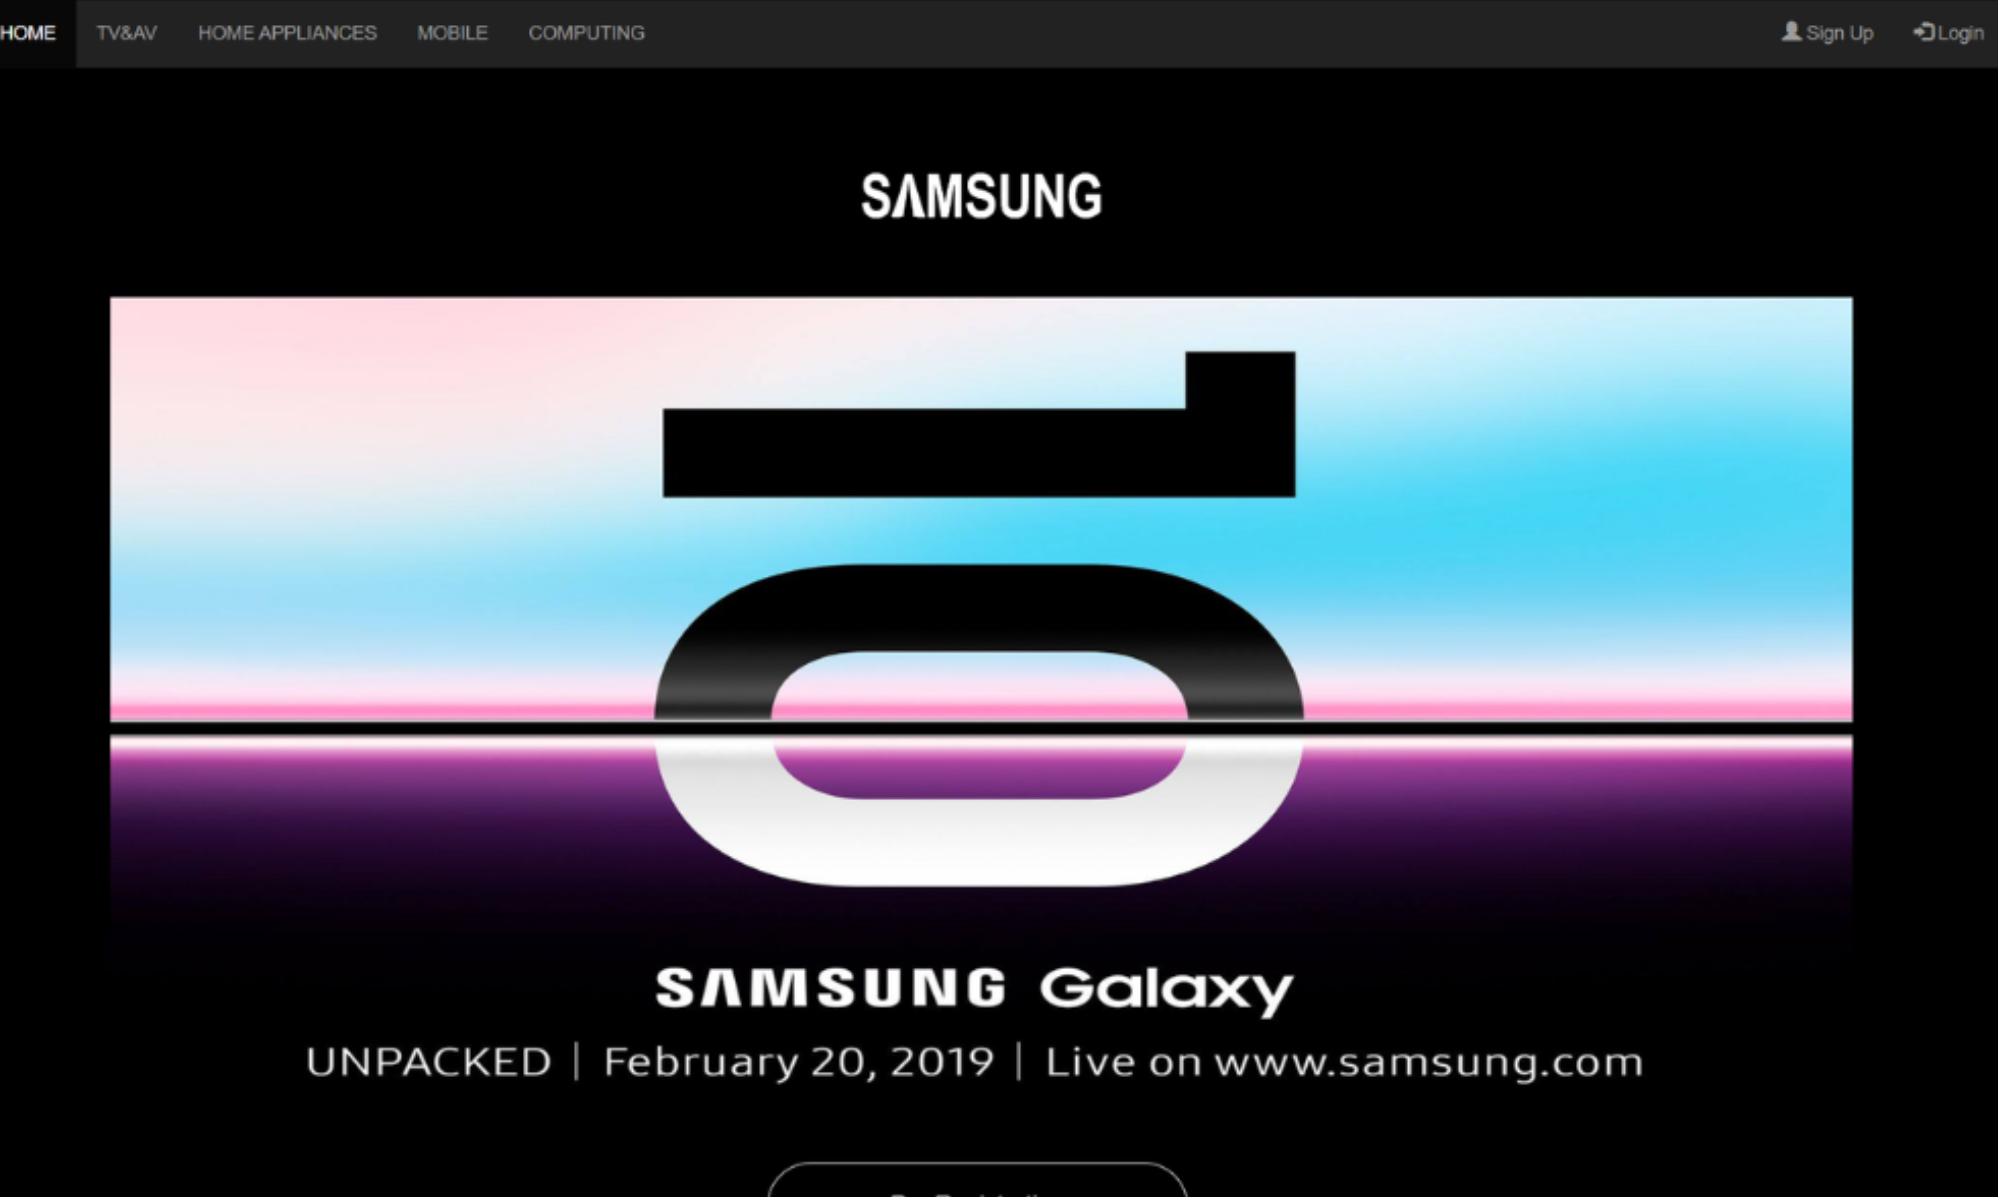 HOME TV&AV HOME APPLIANCES MOBILE COMPUTING Sign Up Login
SAMSUNG
10
SAMSUNG Galaxy
UNPACKED | February 20, 2019 | Live on www.samsung.com